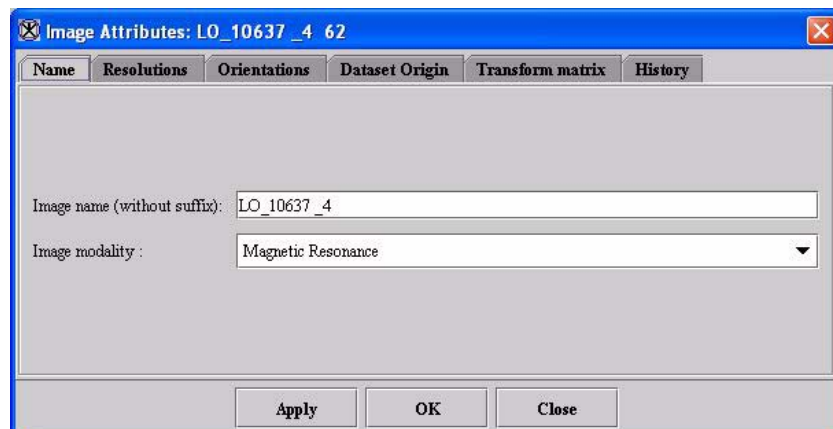 Image Attributes: LO_10637 _4 62
Name Resolutions Orientations Dataset Origin Transform matrix History
Image name (without suffix): LO_10637 _4
Image modality : Magnetic Resonance
Apply OK Close